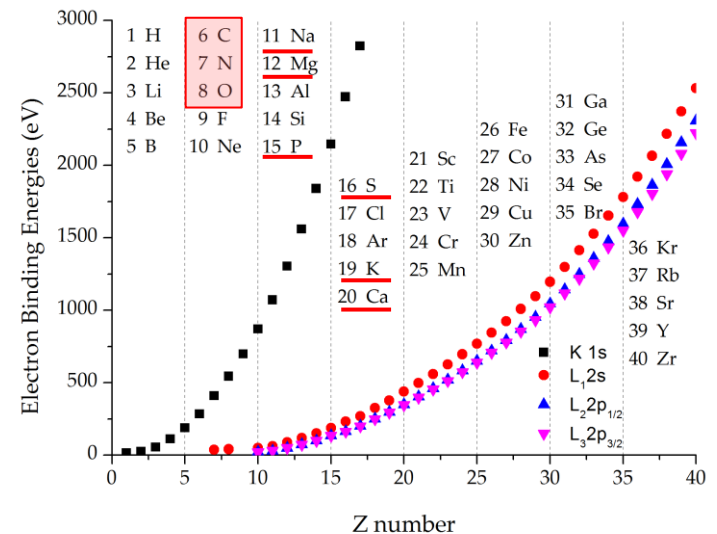 3000
2500
2000
1500
1000
500
0
Electron Binding Energies (eV)
1 H
2 He
3 Li
4 Be
5 B
6 C
7 N
8 O
9 F
10 Ne
11 Na
12 Mg
13 Al
14 Si
15 P
16 S
17 Cl
18 Ar
19 K
20 Ca
21 Sc
22 Ti
23 V
24 Cr
25 Mn
26 Fe
27 Co
28 Ni
29 Cu
30 Zn
31 Ga
32 Ge
33 As
34 Se
35 Br
36 Kr
37 Rb
38 Sr
39 Y
40 Zr
K 1s
L₁2s
L₂2p₁/₂
L₃2p₃/₂
0 5 10 15 20 25 30 35 40
Z number